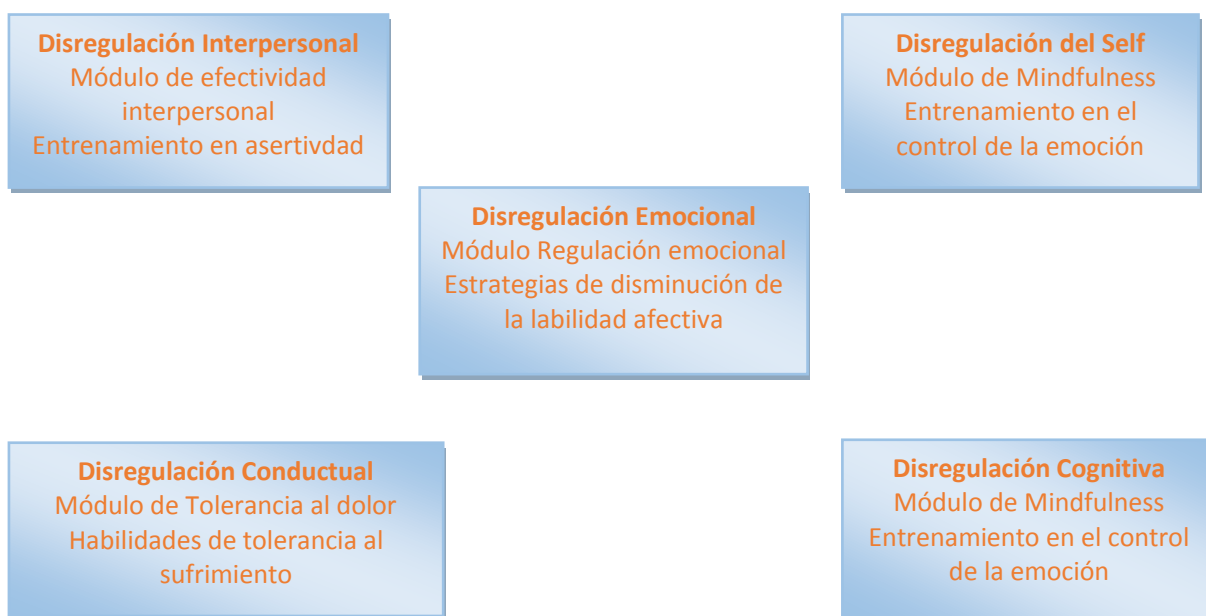 Disregulación Interpersonal
Módulo de efectividad
interpersonal
Entrenamiento en asertivdad
Disregulación del Self
Módulo de Mindfulness
Entrenamiento en el
control de la emoción
Disregulación Emocional
Módulo Regulación emocional
Estrategias de disminución de
la labilidad afectiva
Disregulación Conductual
Módulo de Tolerancia al dolor
Habilidades de tolerancia al
sufrimiento
Disregulación Cognitiva
Módulo de Mindfulness
Entrenamiento en el control
de la emoción